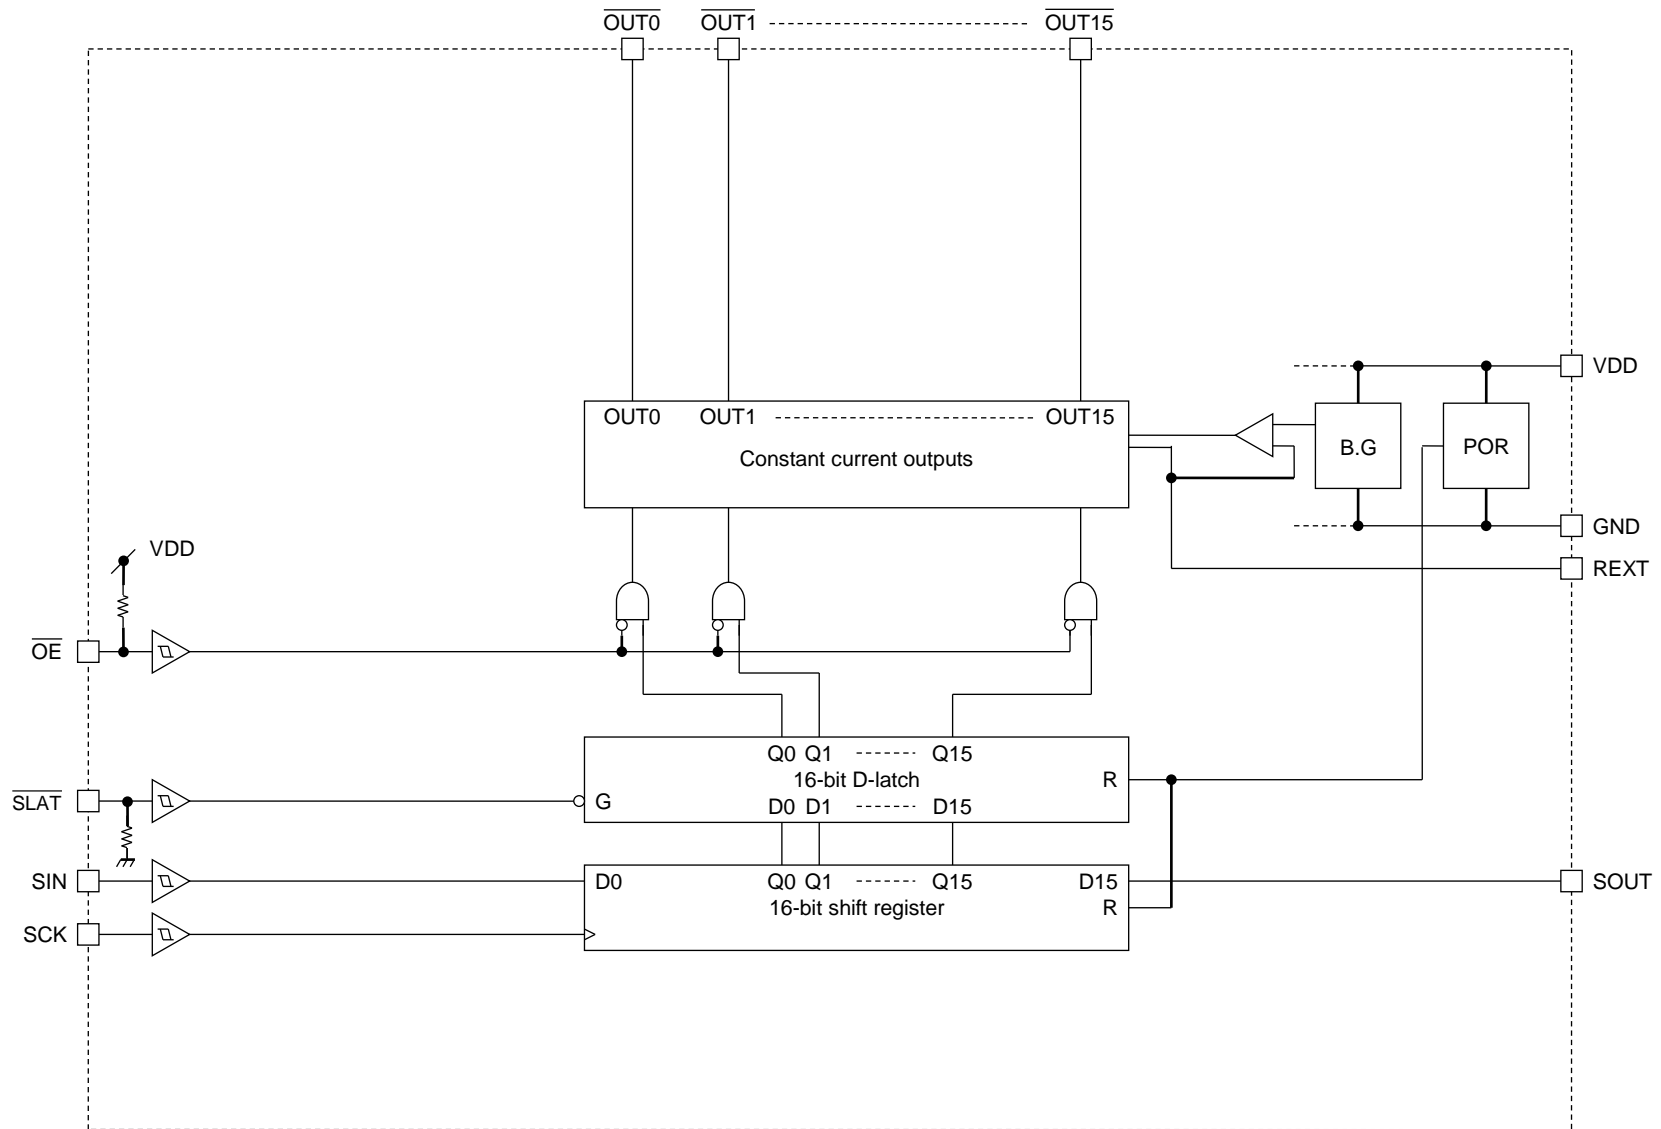 OUT0 OUT1 OUT15
VDD
OUT0 OUT1 OUT15
Constant current outputs
B.G
POR
GND
VDD
REXT
OE
Q0 Q1 Q15
16-bit D-latch
R
SLAT
G
D0 D1 D15
SIN
D0
Q0 Q1 Q15
D15
SOUT
16-bit shift register
R
SCK